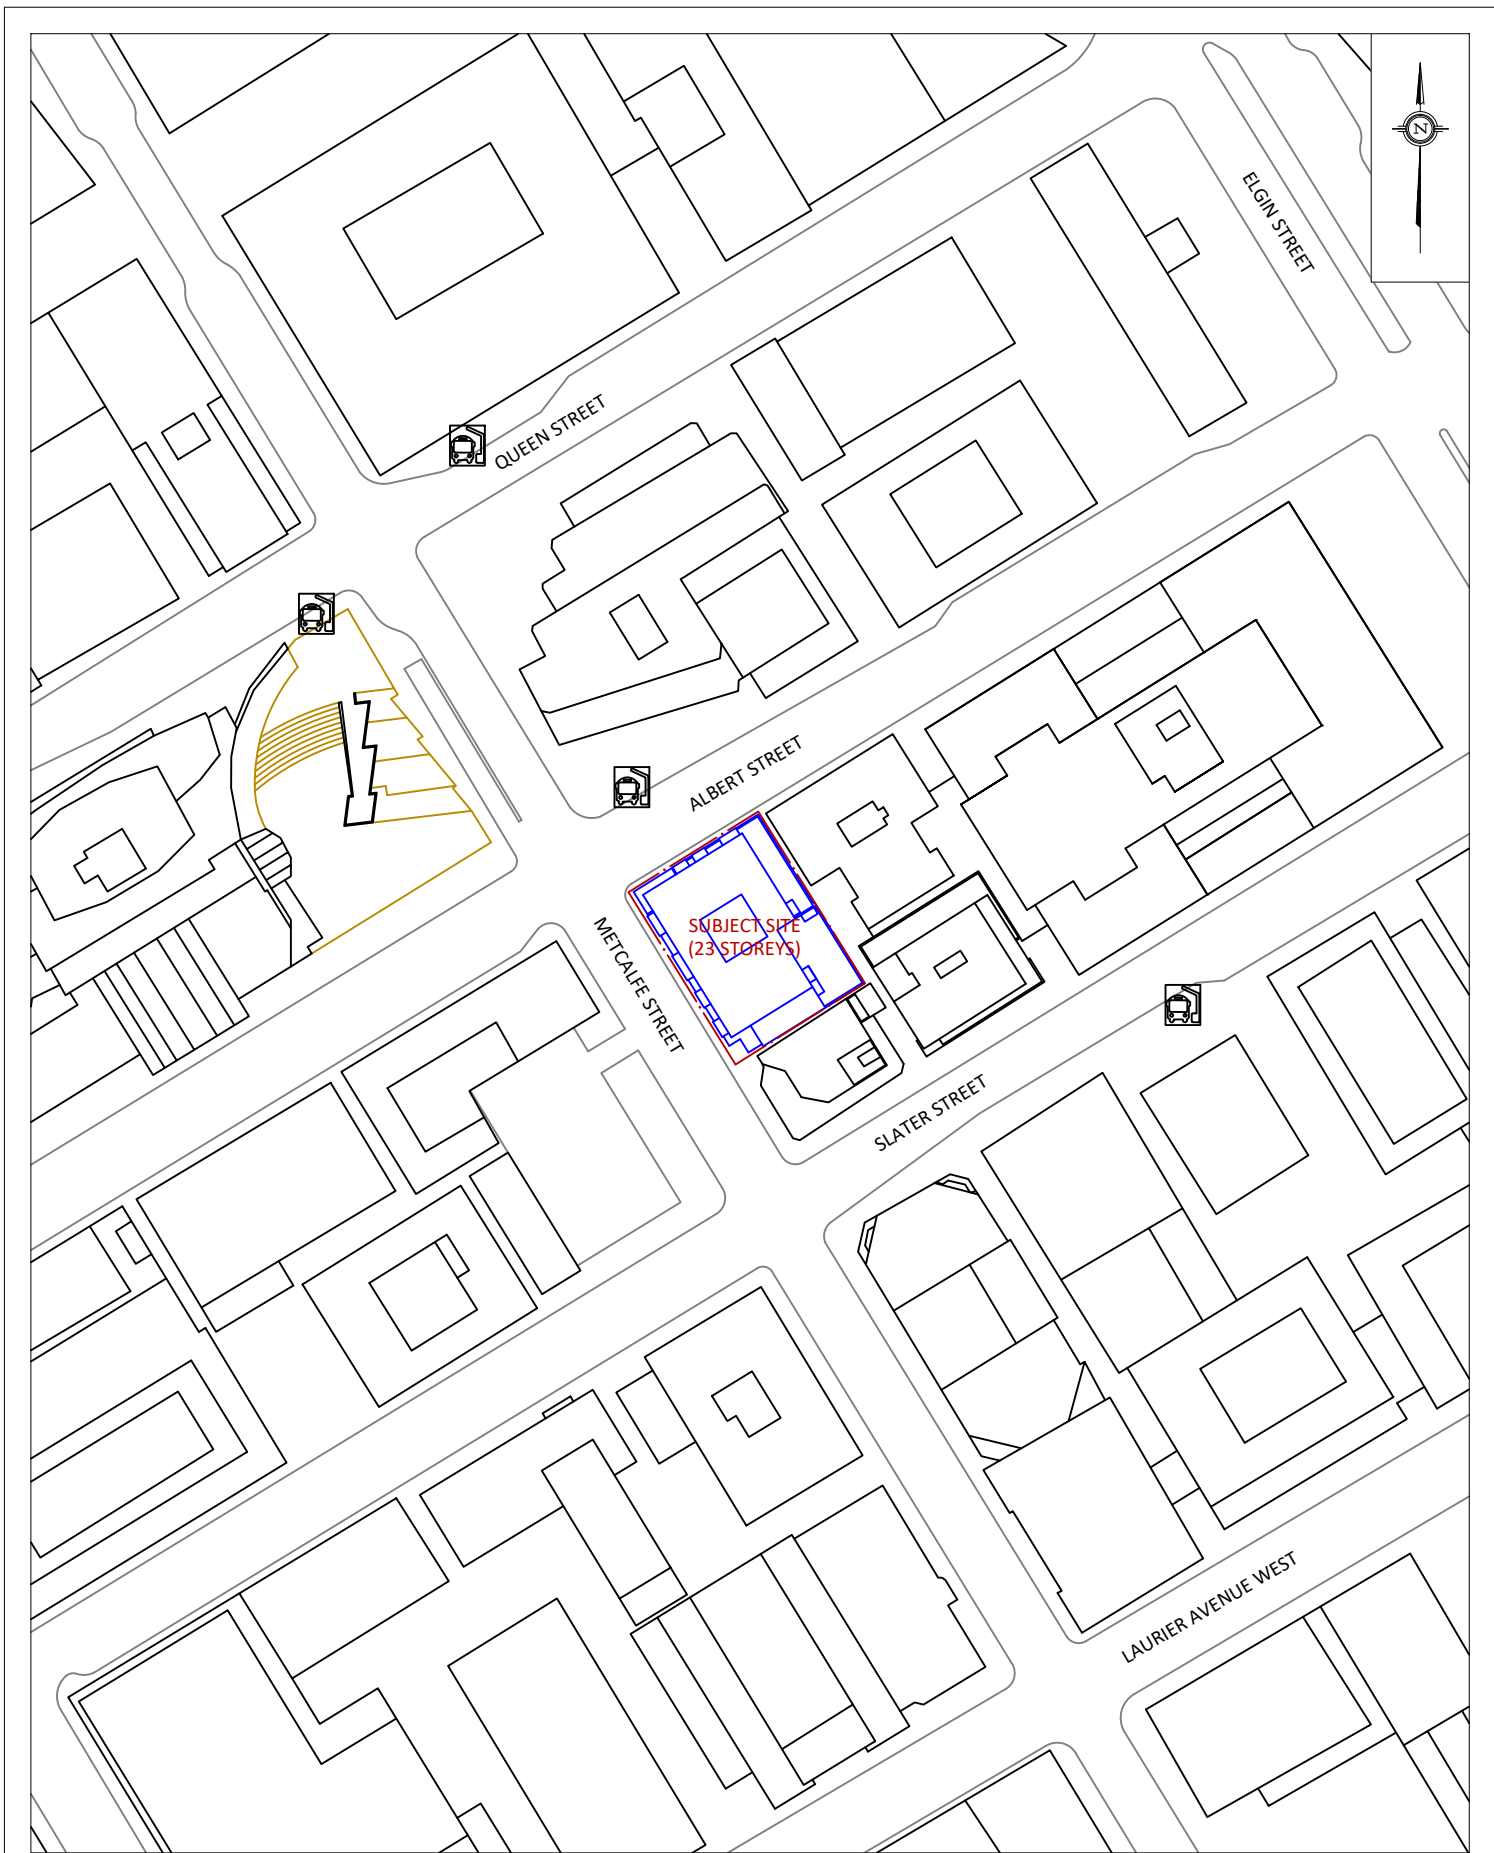 N
ELGIN STREET
QUEEN STREET
ALBERT STREET
SUBJECT SITE
(23 STOREYS)
METCALFE STREET
SLATER STREET
LAURIER AVENUE WEST